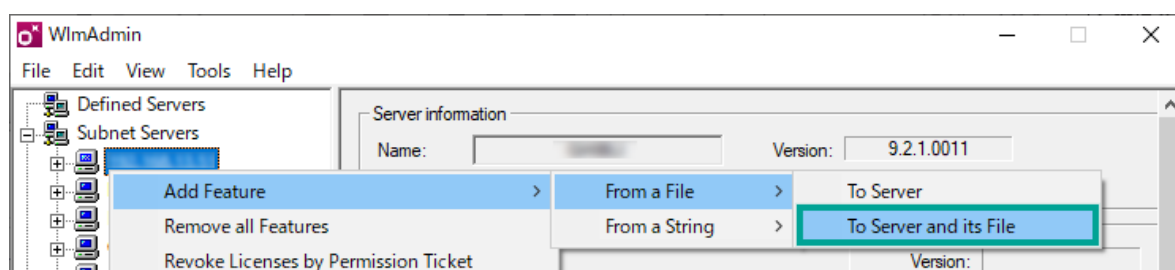 WlmAdmin
File Edit View Tools Help
Defined Servers
Subnet Servers
Server information
Name:
Version: 9.2.1.0011
Add Feature
From a File
To Server
Remove all Features
From a String
To Server and its File
Revoke Licenses by Permission Ticket
Version: